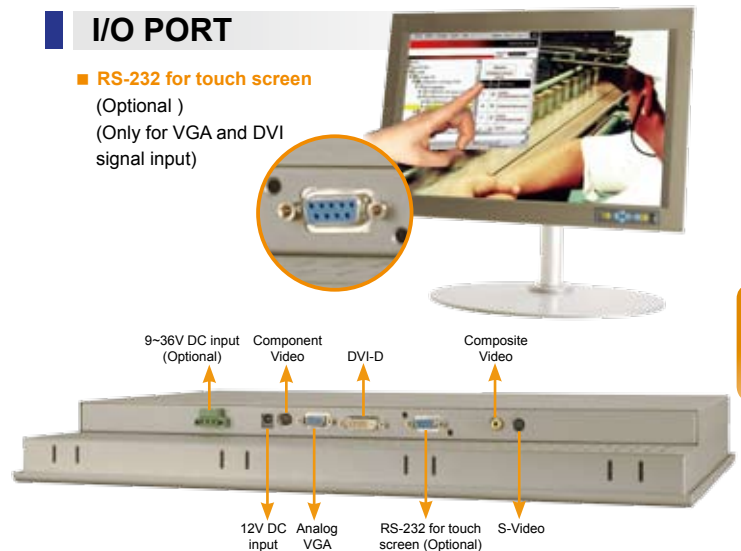 I/O PORT
RS-232 for touch screen
(Optional )
(Only for VGA and DVI
signal input)
9~36V DC input
(Optional)
Component
Video
DVI-D
Composite
Video
12V DC
input
Analog
VGA
RS-232 for touch
screen (Optional)
S-Video